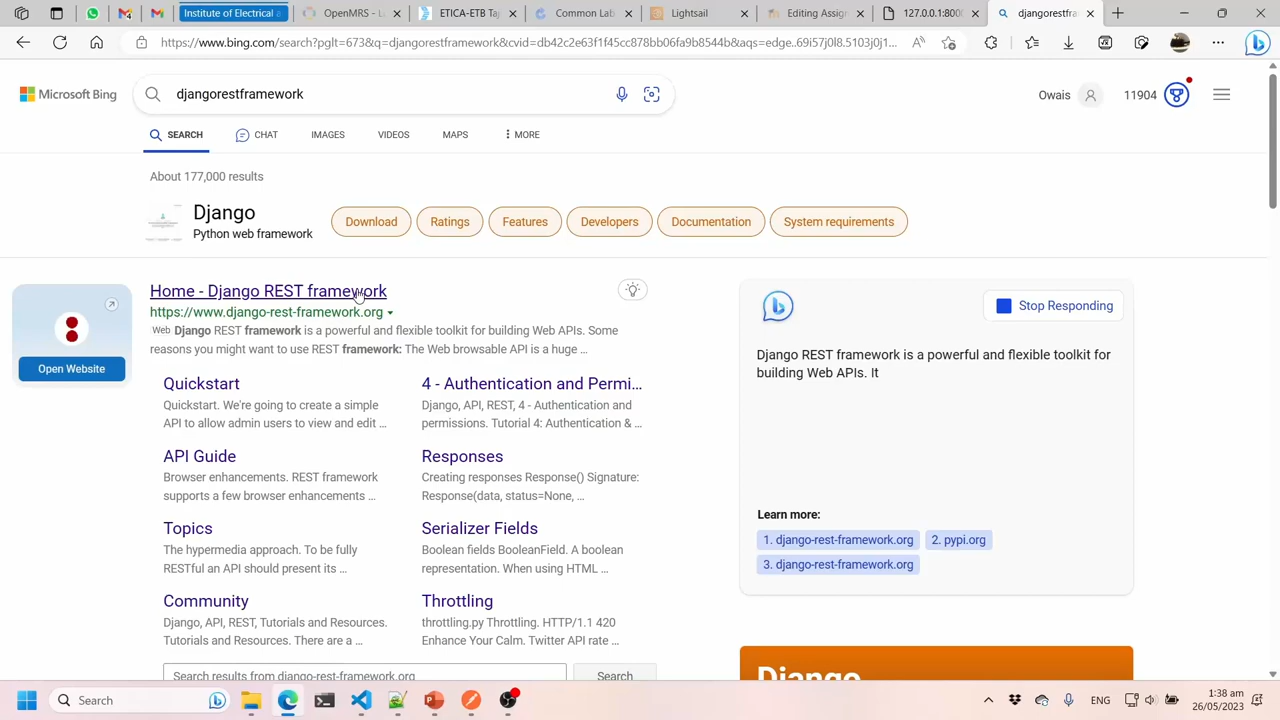 Institute of Electrical
OpenMRS - L
ETICA-ETB Taj
Common Lab
Lightsail
Editing Assign
127.0.0.1:800
djangorestfra
https://www.bing.com/search?pglt=673&q=djangorestframework&cvid=db42c2e63f1f45cc878bb06fa9b8544b&aqs=edge..69i57j0l8.5103j0j1...
Microsoft Bing
djangorestframework
Owais
11904
SEARCH
CHAT
IMAGES
VIDEOS
MAPS
MORE
About 177,000 results
Django
Python web framework
Download
Ratings
Features
Developers
Documentation
System requirements
Home - Django REST framework
https://www.django-rest-framework.org
Web Django REST framework is a powerful and flexible toolkit for building Web APIs. Some
reasons you might want to use REST framework: The Web browsable API is a huge ...
Open Website
Quickstart
Quickstart. We're going to create a simple
API to allow admin users to view and edit ...
4 - Authentication and Permi...
Django, API, REST, 4 - Authentication and
permissions. Tutorial 4: Authentication & ...
API Guide
Browser enhancements. REST framework
supports a few browser enhancements ...
Responses
Creating responses Response() Signature:
Response(data, status=None, ...
Topics
The hypermedia approach. To be fully
RESTful an API should present its ...
Serializer Fields
Boolean fields BooleanField. A boolean
representation. When using HTML ...
Community
Django, API, REST, Tutorials and Resources.
Tutorials and Resources. There are a ...
Throttling
throttling.py Throttling. HTTP/1.1 420
Enhance Your Calm. Twitter API rate ...
Search results from django-rest-framework.org
Search
Stop Responding
Django REST framework is a powerful and flexible toolkit for
building Web APIs. It
Learn more:
1. django-rest-framework.org
2. pypi.org
3. django-rest-framework.org
Django
Search
ENG
1:38 am
26/05/2023